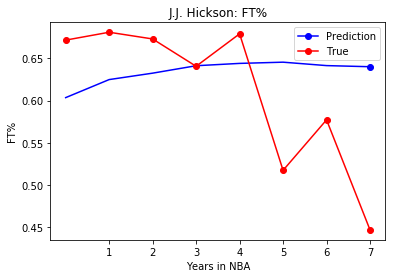 J.J. Hickson: FT%
Prediction
True
FT%
0.65
0.60
0.55
0.50
0.45
1 2 3 4 5 6 7
Years in NBA